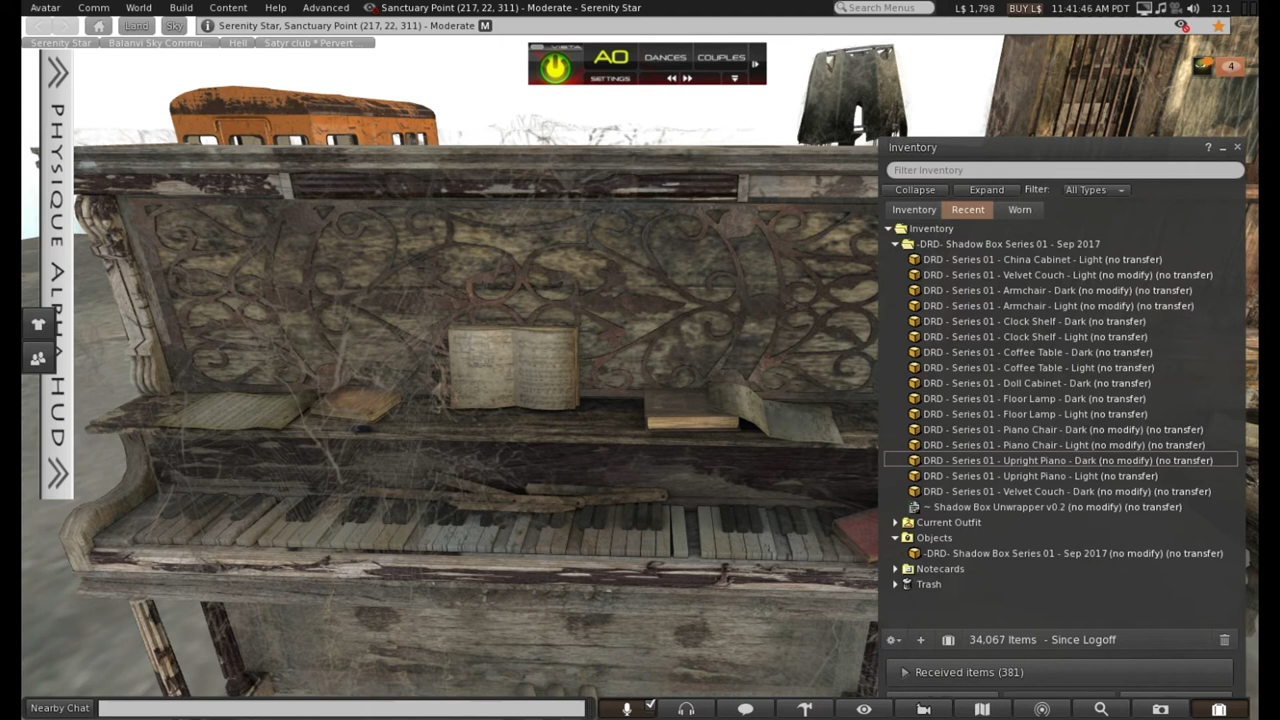 Avatar Comm World Build Content Help Advanced Sanctuary Point (217, 22, 311) - Moderate - Serenity Star Search Menus L$ 1,798 BUY L$ 11:41:46 AM PDT 12.1
Land Sky Serenity Star, Sanctuary Point (217, 22, 311) - Moderate M
Serenity Star Balanvi Sky Commu Hell Satyr club * Pervert
VISTA
AO DANCES COUPLES
SETTINGS
4
PHYSIQUE ALPHA HUD
Inventory ?
Filter Inventory
Collapse Expand Filter: All Types
Inventory Recent Worn
Inventory
-DRD- Shadow Box Series 01 - Sep 2017
DRD - Series 01 - China Cabinet - Light (no transfer)
DRD - Series 01 - Velvet Couch - Light (no modify) (no transfer)
DRD - Series 01 - Armchair - Dark (no modify) (no transfer)
DRD - Series 01 - Armchair - Light (no modify) (no transfer)
DRD - Series 01 - Clock Shelf - Dark (no transfer)
DRD - Series 01 - Clock Shelf - Light (no transfer)
DRD - Series 01 - Coffee Table - Dark (no transfer)
DRD - Series 01 - Coffee Table - Light (no transfer)
DRD - Series 01 - Doll Cabinet - Dark (no transfer)
DRD - Series 01 - Floor Lamp - Dark (no transfer)
DRD - Series 01 - Floor Lamp - Light (no transfer)
DRD - Series 01 - Piano Chair - Dark (no modify) (no transfer)
DRD - Series 01 - Piano Chair - Light (no modify) (no transfer)
DRD - Series 01 - Upright Piano - Dark (no modify) (no transfer)
DRD - Series 01 - Upright Piano - Light (no transfer)
DRD - Series 01 - Velvet Couch - Dark (no modify) (no transfer)
~ Shadow Box Unwrapper v0.2 (no modify) (no transfer)
Current Outfit
Objects
-DRD- Shadow Box Series 01 - Sep 2017 (no modify) (no transfer)
Notecards
Trash
34,067 Items - Since Logoff
Received items (381)
Nearby Chat